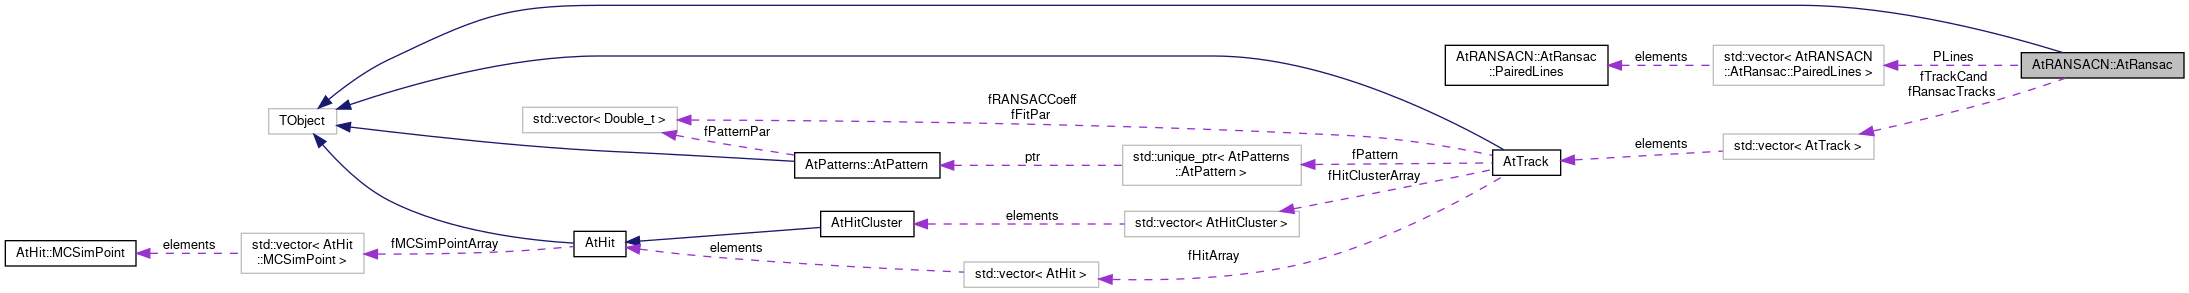 AtRANSACN::AtRansac
::PairedLines
elements
std::vector< AtRANSACN
::AtRansac::PairedLines >
PLines
AtRANSACN::AtRansac
fTrackCand
fRansacTracks
fRANSACCoeff
fFitPar
TObject
std::vector< Double_t >
fPatternPar
elements
std::vector< AtTrack >
AtPatterns::AtPattern
ptr
std::unique_ptr< AtPatterns
::AtPattern >
fPattern
AtTrack
fHitClusterArray
AtHitCluster
elements
std::vector< AtHitCluster >
AtHit::MCSimPoint
elements
std::vector< AtHit
::MCSimPoint >
fMCSimPointArray
AtHit
elements
fHitArray
std::vector< AtHit >